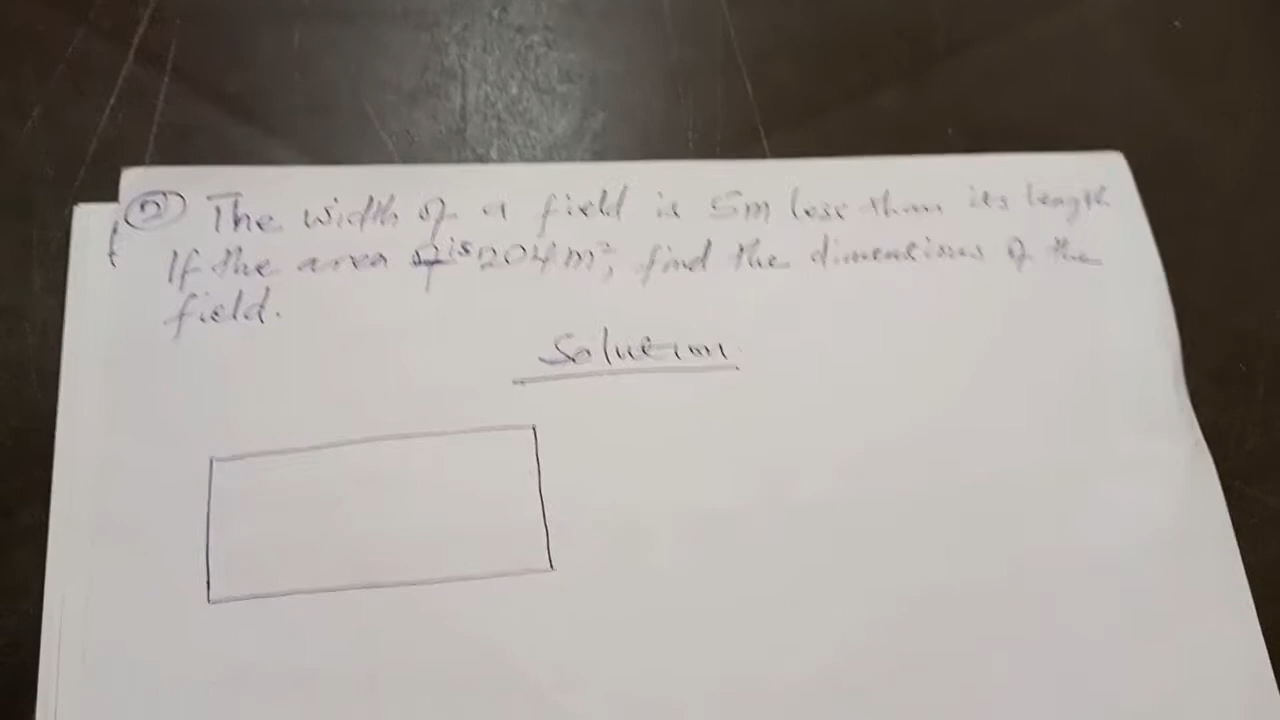 ② The width of a field is 5m less than its length
If the area is 204m², find the dimensions of the
field.
Solution